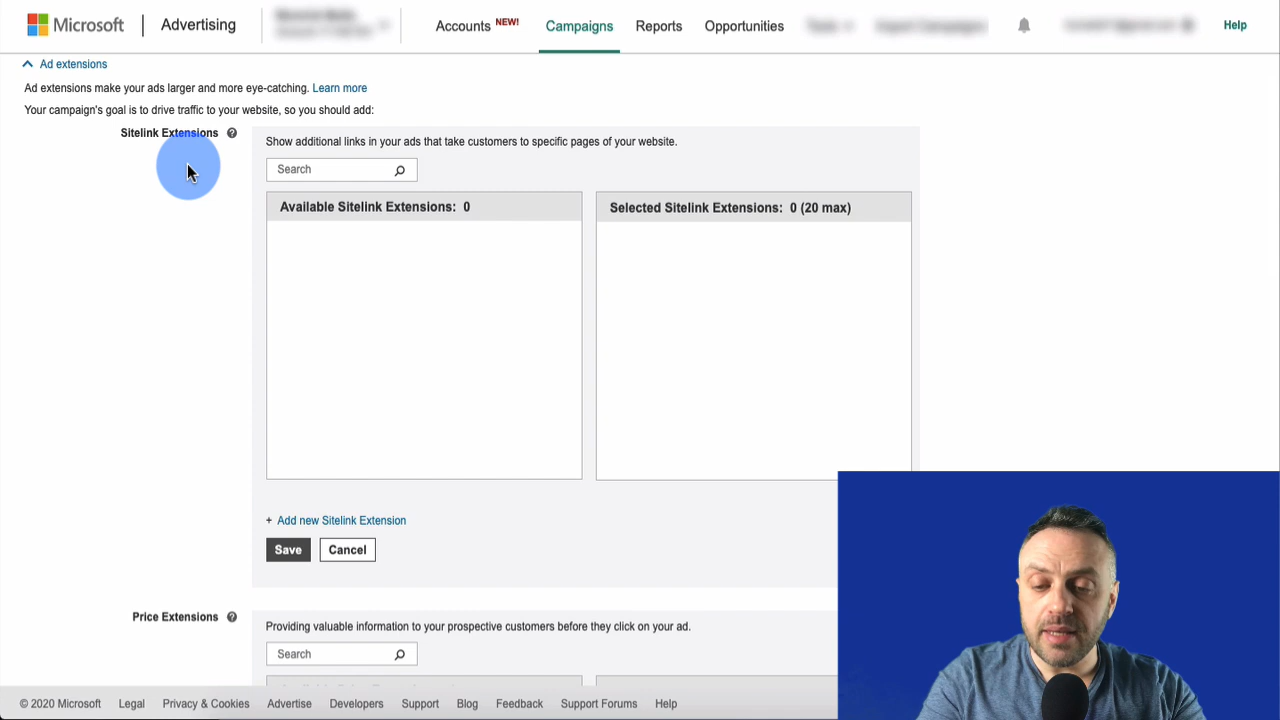 Microsoft | Advertising
Accounts NEW! Campaigns Reports Opportunities Help
Ad extensions
Ad extensions make your ads larger and more eye-catching. Learn more
Your campaign's goal is to drive traffic to your website, so you should add:
Sitelink Extensions ?
Show additional links in your ads that take customers to specific pages of your website.
Search
Available Sitelink Extensions: 0
Selected Sitelink Extensions: 0 (20 max)
+ Add new Sitelink Extension
Save Cancel
Price Extensions ?
Providing valuable information to your prospective customers before they click on your ad.
Search
© 2020 Microsoft Legal Privacy & Cookies Advertise Developers Support Blog Feedback Support Forums Help